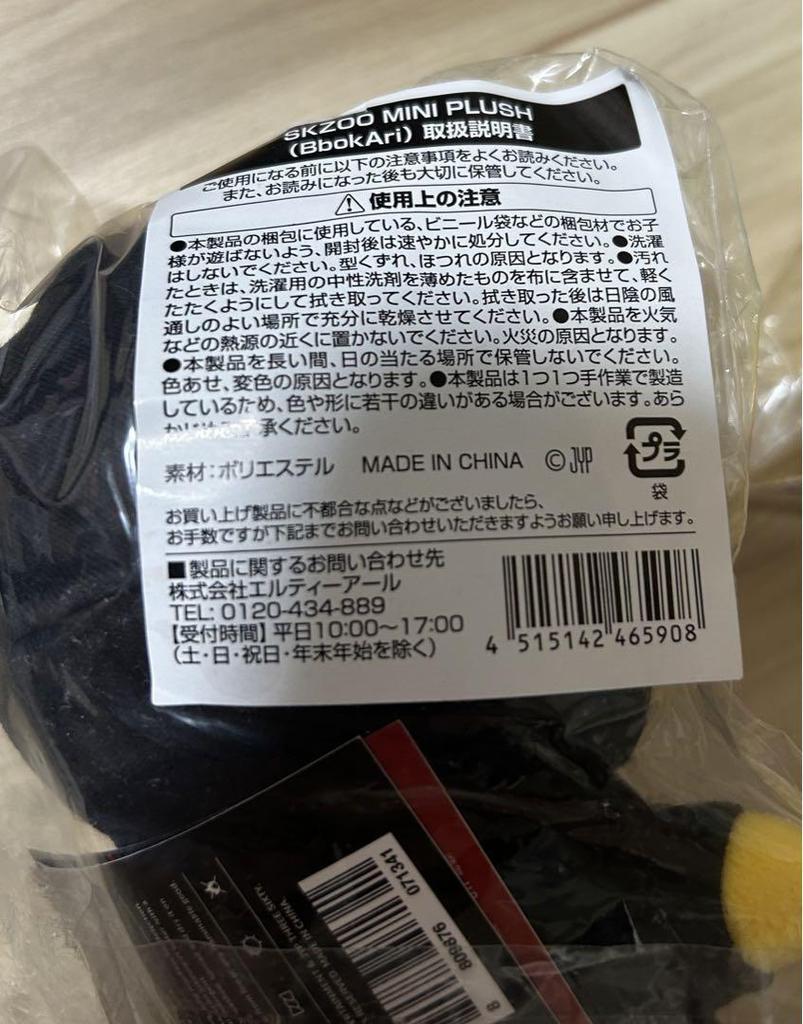 SKZOO MINI PLUSH
(BbokAri) 取扱説明書
ご使用になる前に以下の注意事項をよくお読みください。
また、お読みになった後も大切に保管してください。
使用上の注意
●本製品の梱包に使用している、ビニール袋などの梱包材でお子
様が遊ばないよう、開封後は速やかに処分してください。●洗濯
はしないでください。型くずれ、ほつれの原因となります。●汚れ
たときは、洗濯用の中性洗剤を薄めたものを布に含ませて、軽く
たたくようにして拭き取ってください。拭き取った後は日陰の風
通しのよい場所で充分に乾燥させてください。●本製品を火気
などの熱源の近くに置かないでください。火災の原因となります。
●本製品を長い間、日の当たる場所で保管しないでください。
色あせ、変色の原因となります。●本製品は1つ1つ手作業で製造
しているため、色や形に若干の違いがある場合がございます。あら
承ください。
素材:ポリエステル MADE IN CHINA ©JYP
プラ
袋
お買い上げ製品に不都合な点などがございましたら、
お手数ですが下記までお問い合わせいただきますようお願い申し上げます。
■製品に関するお問い合わせ先
株式会社エルティーアール
TEL: 0120-434-889
【受付時間】平日10:00～17:00
(土・日・祝日・年末年始を除く)
4 515142 465908
8 809876 071341
THREE SIXTY.
RESERVED. MADE IN CHINA